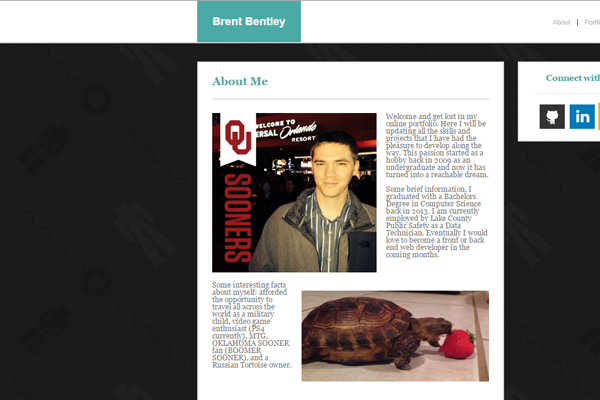 Brent Bentley
About | Portf
About Me
Connect with
OU
SOONERS
WELCOME TO
ERSAL Orlando
RESORT
Welcome and get lost in my
online portfolio. Here I will be
updating all the skills and
projects that I have had the
pleasure to develop along the
way. This passion started as a
hobby back in 2009 as an
undergraduate and now it has
turned into a reachable dream.
Some brief information, I
graduated with a Bachelors
Degree in Computer Science
back in 2013. I am currently
employed by Lake County
Public Safety as a Data
Technician. Eventually I would
love to become a front or back
end web developer in the
coming months.
in
Some interesting facts
about myself: afforded
the opportunity to
travel all across the
world as a military
child, video game
enthusiast (PS4
currently), MTG,
OKLAHOMA SOONER
fan (BOOMER
SOONER), and a
Russian Tortoise owner.